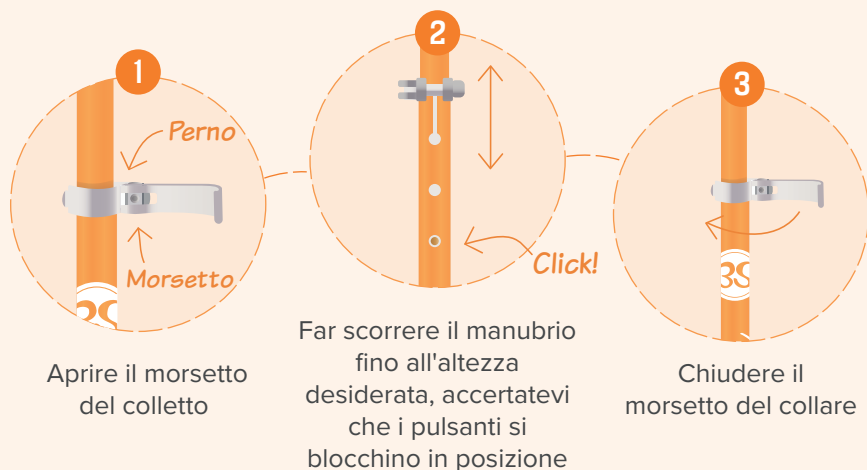 1
Perno
Morsetto
Aprire il morsetto
del colletto
2
Click!
Far scorrere il manubrio
fino all'altezza
desiderata, accertatevi
che i pulsanti si
blocchino in posizione
3
Chiudere il
morsetto del collare